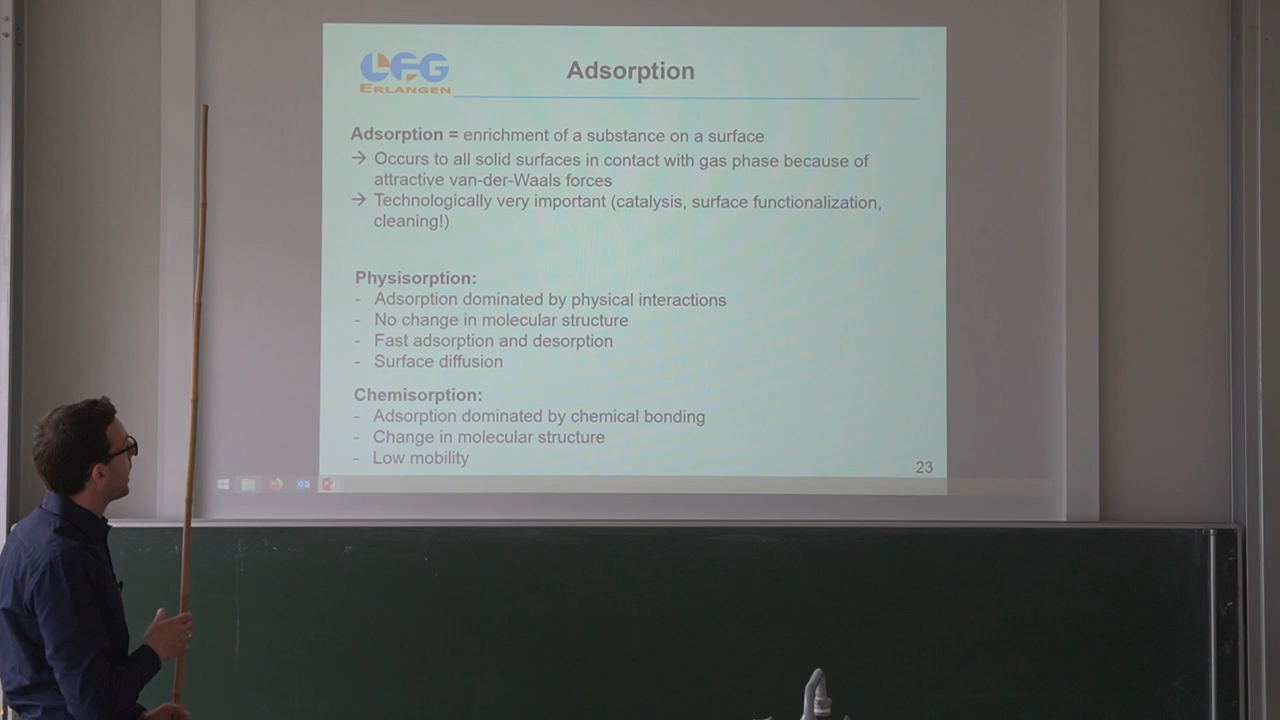 LFG
ERLANGEN
Adsorption
Adsorption = enrichment of a substance on a surface
→ Occurs to all solid surfaces in contact with gas phase because of
attractive van-der-Waals forces
→ Technologically very important (catalysis, surface functionalization,
cleaning!)
Physisorption:
- Adsorption dominated by physical interactions
- No change in molecular structure
- Fast adsorption and desorption
- Surface diffusion
Chemisorption:
- Adsorption dominated by chemical bonding
- Change in molecular structure
- Low mobility
23